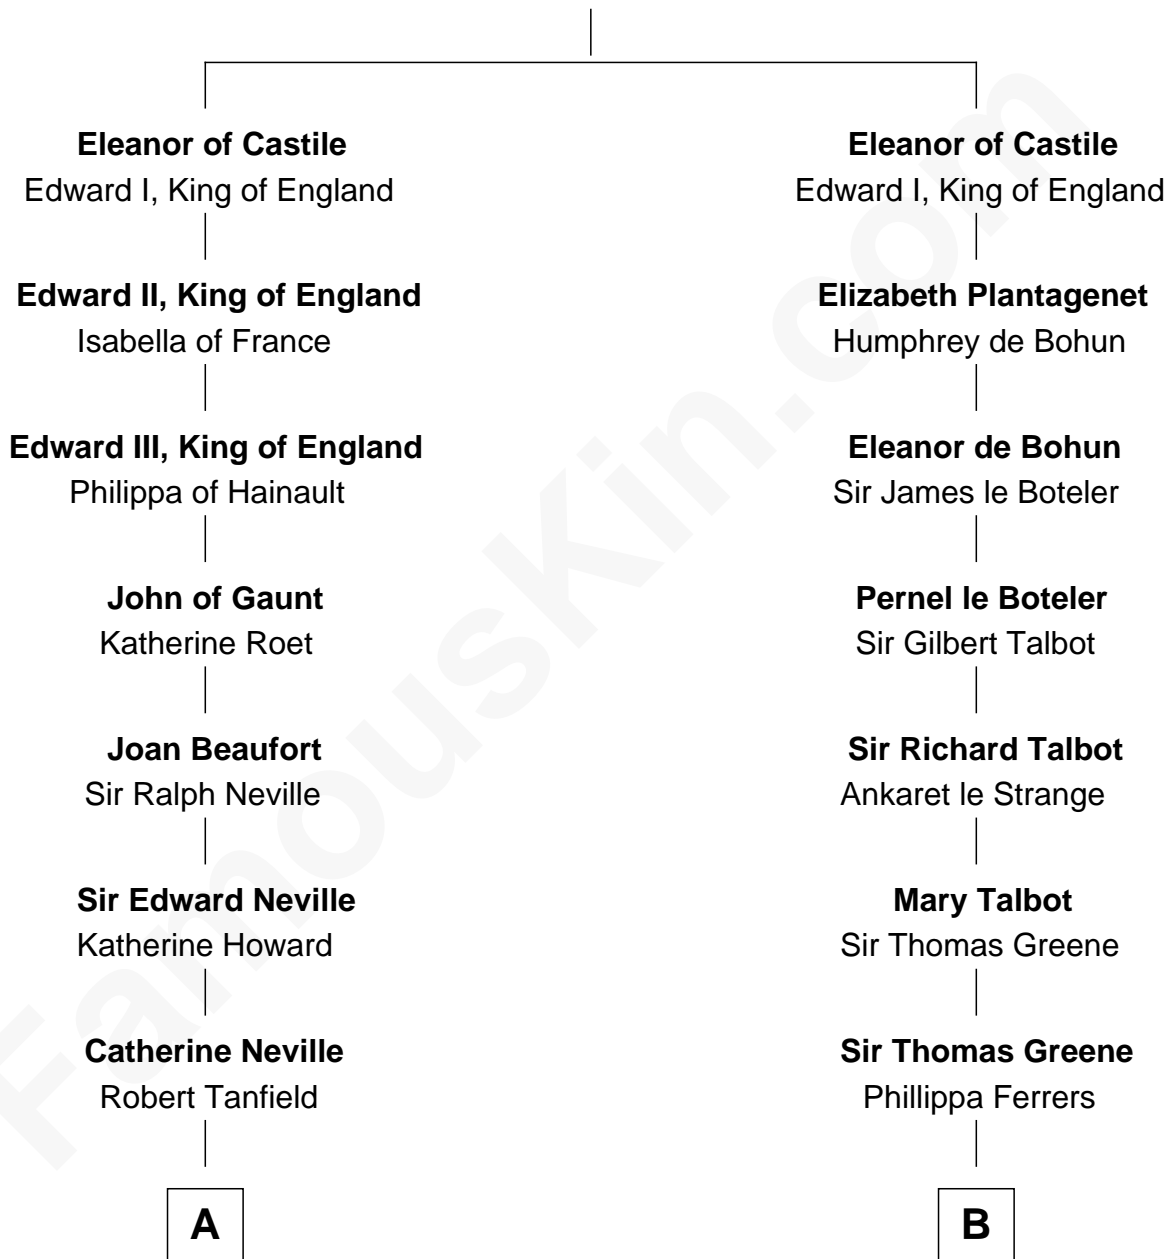 Eleanor of Castile
Edward I, King of England
Edward II, King of England
Isabella of France
Edward III, King of England
Philippa of Hainault
John of Gaunt
Katherine Roet
Joan Beaufort
Sir Ralph Neville
Sir Edward Neville
Katherine Howard
Catherine Neville
Robert Tanfield
A
Eleanor of Castile
Edward I, King of England
Elizabeth Plantagenet
Humphrey de Bohun
Eleanor de Bohun
Sir James le Boteler
Pernel le Boteler
Sir Gilbert Talbot
Sir Richard Talbot
Ankaret le Strange
Mary Talbot
Sir Thomas Greene
Sir Thomas Greene
Phillippa Ferrers
B
FamousKin.com